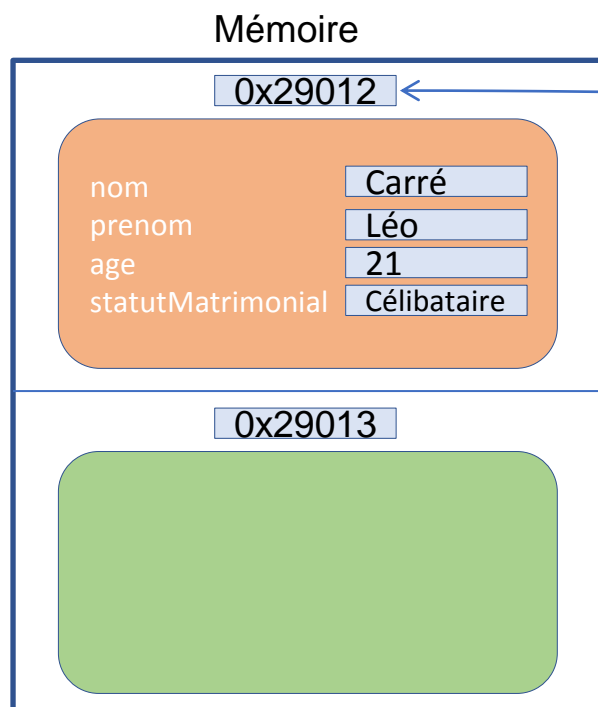 Mémoire
0x29012
nom Carré
prenom Léo
age 21
statutMatrimonial Célibataire
0x29013